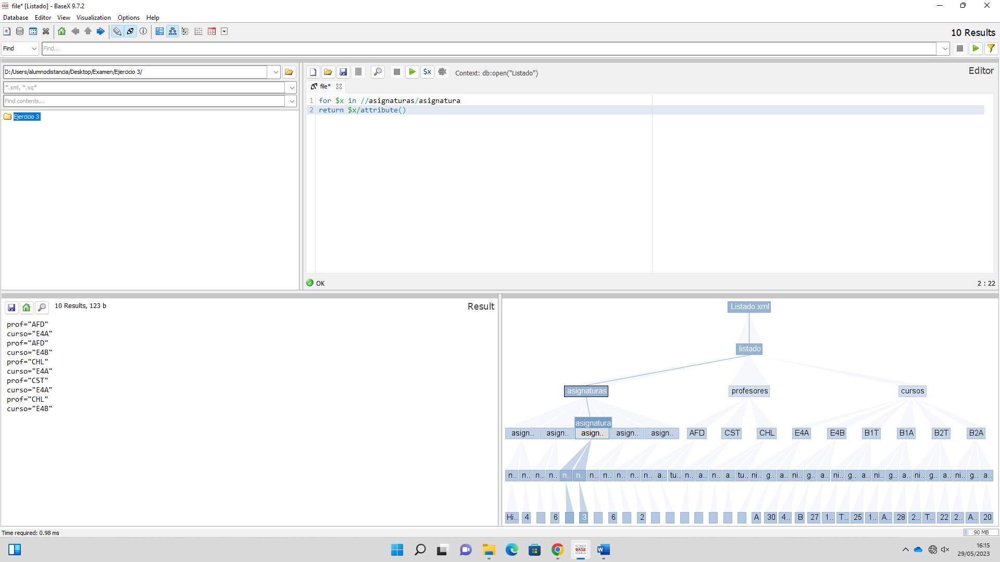 file* [Listado] - BaseX 9.7.2
Database Editor View Visualization Options Help
10 Results
Find Find...
D:/Users/alumnodistancia/Desktop/Examen/Ejercicio 3/
*.xml, *.xq*
Find contents...
Ejercicio 3
Context: db:open("Listado")
Editor
file*
1 for $x in //asignaturas/asignatura
2 return $x/attribute()
OK
2 : 22
10 Results, 123 b
Result
prof="AFD"
curso="E4A"
prof="AFD"
curso="E4B"
prof="CHL"
curso="E4A"
prof="CST"
curso="E4A"
prof="CHL"
curso="E4B"
Listado.xml
listado
asignaturas profesores cursos
asignatura
asign.. asign.. asign.. asign.. asign.. AFD CST CHL E4A E4B B1T B1A B2T B2A
n.. n.. n.. n.. n.. n.. n.. n.. n.. n.. n.. a.. tu.. n.. a.. n.. a.. tu.. ni.. g.. a.. ni.. g.. a.. ni.. g.. a.. ni.. g.. a.. ni.. g.. a.. ni.. g.. a..
Hi.. 4 6 3 6 2 A 30 4.. B 27 1.. T.. 25 1.. A.. 28 2.. T.. 22 2.. A.. 20
Time required: 0.98 ms
90 MB
BASE
W
16:15
29/05/2023